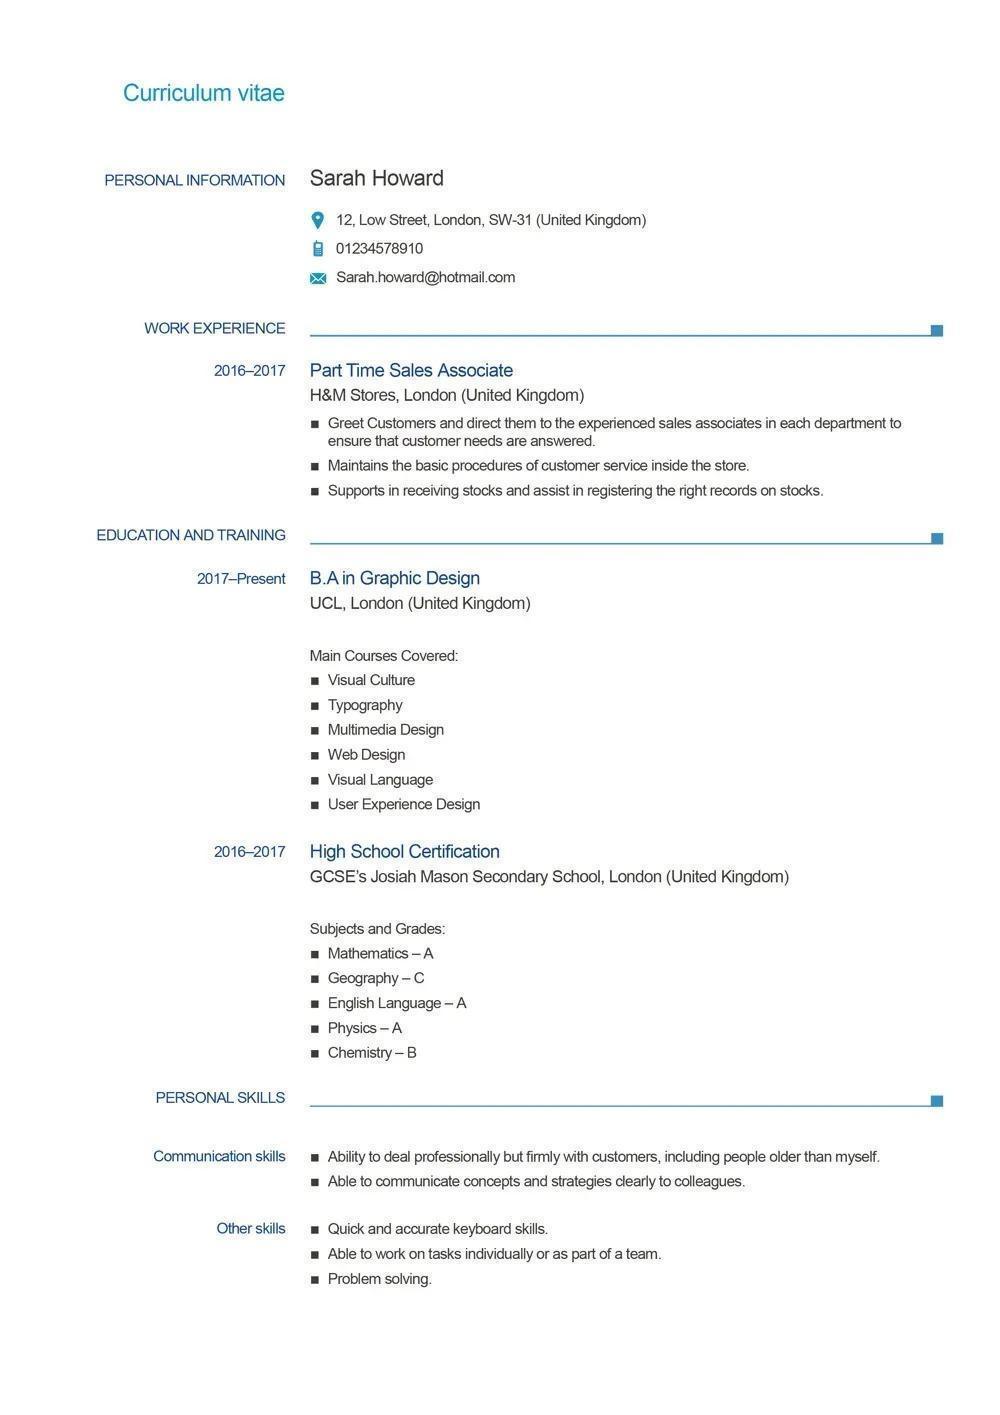 Curriculum vitae
PERSONAL INFORMATION
Sarah Howard
12, Low Street, London, SW-31 (United Kingdom)
01234578910
Sarah.howard@hotmail.com
WORK EXPERIENCE
2016–2017
Part Time Sales Associate
H&M Stores, London (United Kingdom)
■ Greet Customers and direct them to the experienced sales associates in each department to
ensure that customer needs are answered.
■ Maintains the basic procedures of customer service inside the store.
■ Supports in receiving stocks and assist in registering the right records on stocks.
EDUCATION AND TRAINING
2017–Present
B.A in Graphic Design
UCL, London (United Kingdom)
Main Courses Covered:
■ Visual Culture
■ Typography
■ Multimedia Design
■ Web Design
■ Visual Language
■ User Experience Design
2016–2017
High School Certification
GCSE’s Josiah Mason Secondary School, London (United Kingdom)
Subjects and Grades:
■ Mathematics – A
■ Geography – C
■ English Language – A
■ Physics – A
■ Chemistry – B
PERSONAL SKILLS
Communication skills
■ Ability to deal professionally but firmly with customers, including people older than myself.
■ Able to communicate concepts and strategies clearly to colleagues.
Other skills
■ Quick and accurate keyboard skills.
■ Able to work on tasks individually or as part of a team.
■ Problem solving.